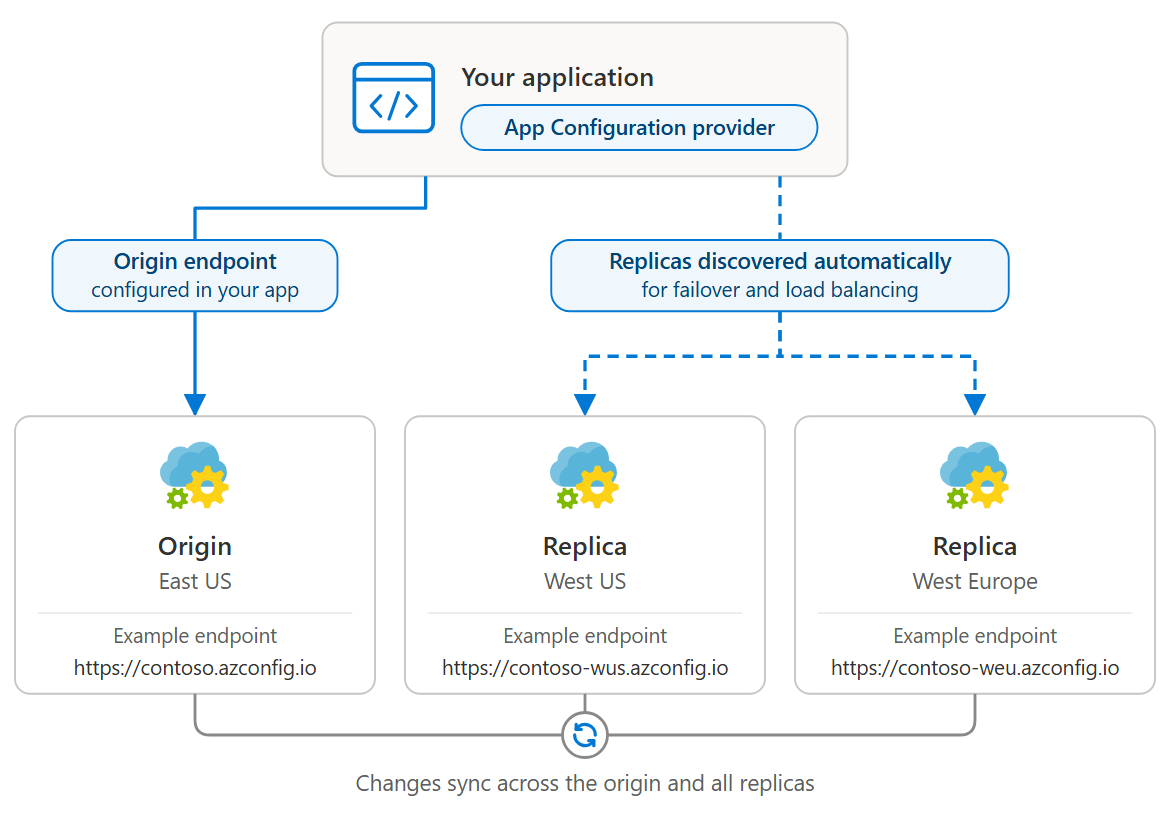 Your application
</>
App Configuration provider
Origin endpoint
configured in your app
Replicas discovered automatically
for failover and load balancing
Origin
East US
Example endpoint
https://contoso.azconfig.io
Replica
West US
Example endpoint
https://contoso-wus.azconfig.io
Replica
West Europe
Example endpoint
https://contoso-weu.azconfig.io
Changes sync across the origin and all replicas